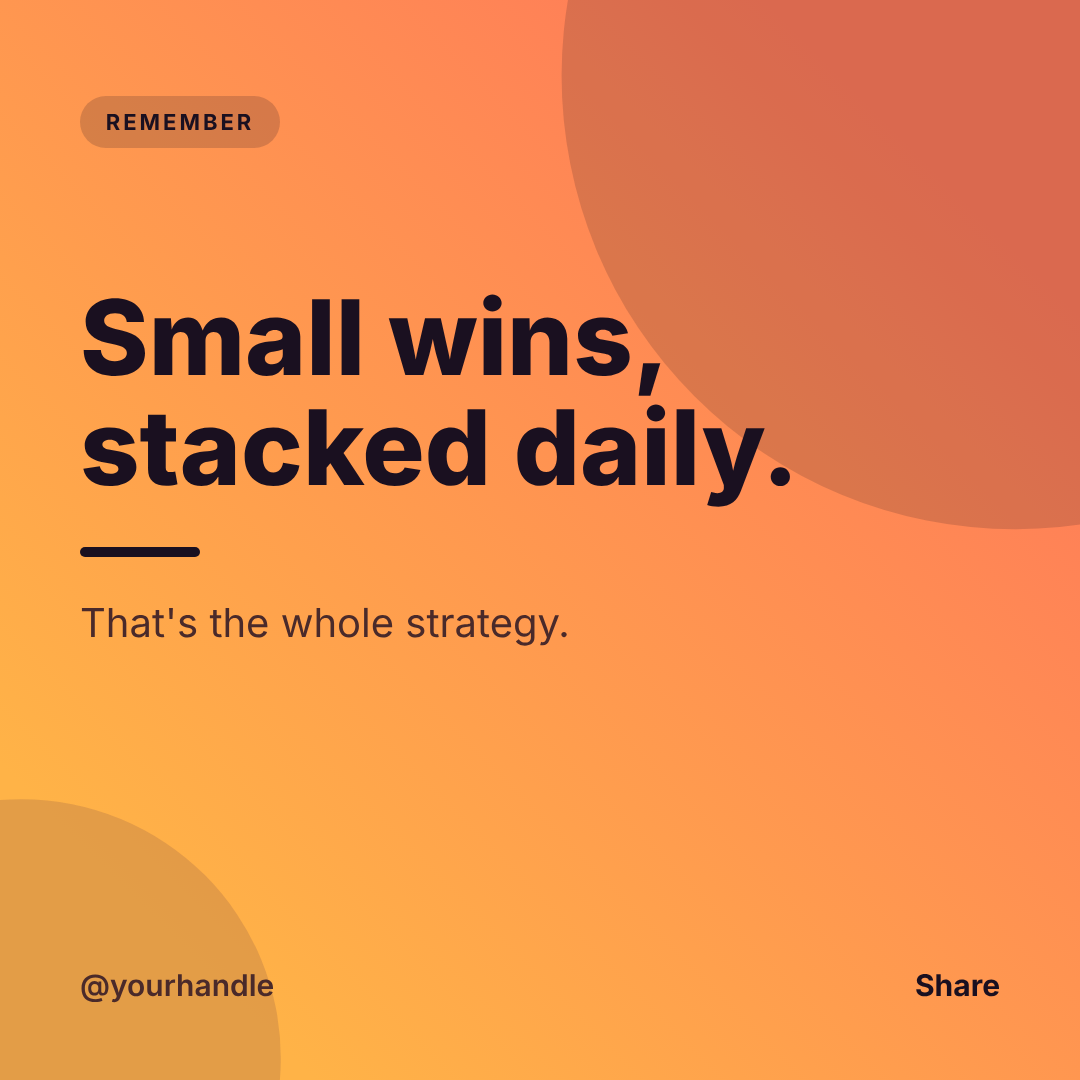 REMEMBER
Small wins,
stacked daily.
That's the whole strategy.
@yourhandle
Share